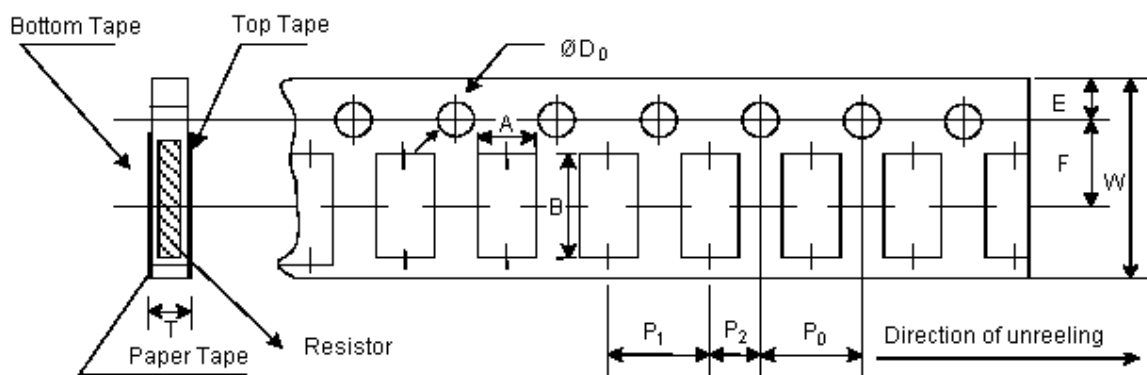 Bottom Tape
Top Tape
ØD0
E
A
F
W
B
T
P1
P2
P0
Direction of unreeling
Resistor
Paper Tape